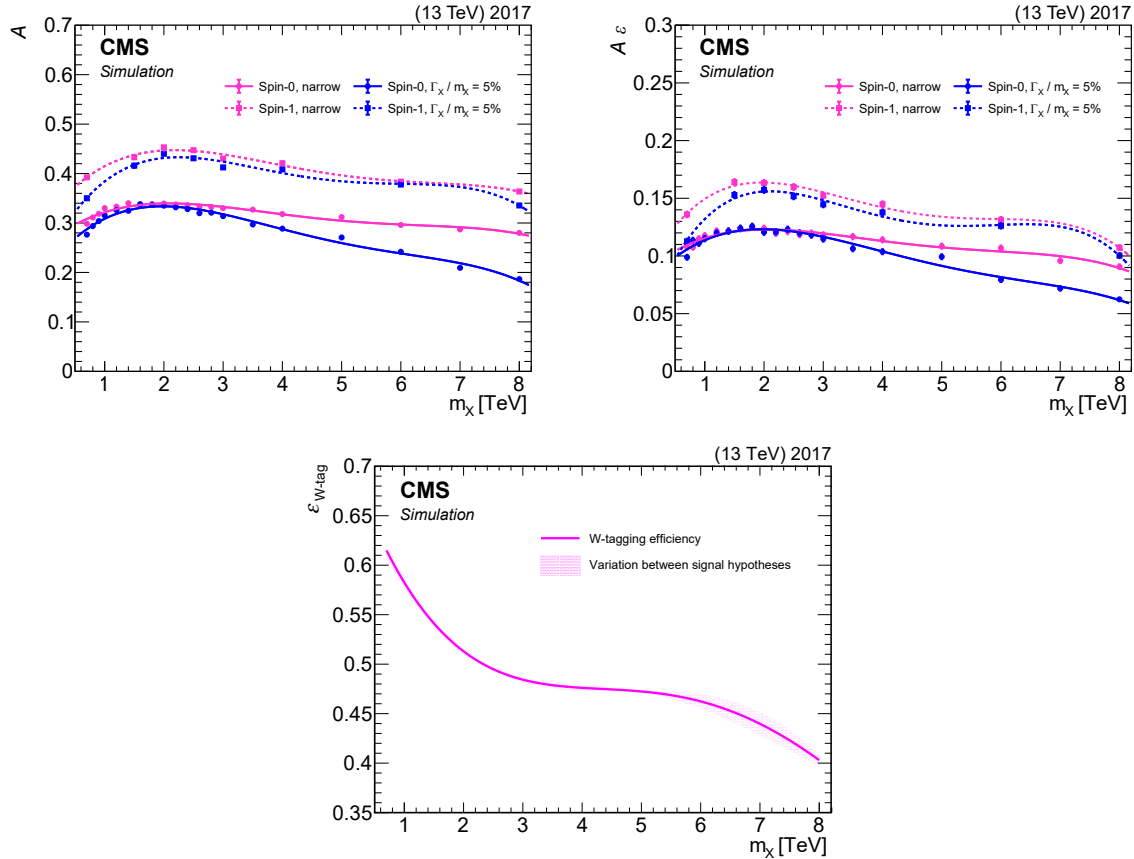 (13 TeV) 2017
A
0.7
0.6
0.5
0.4
0.3
0.2
0.1
0
CMS
Simulation
Spin-0, narrow
Spin-0, Γ_X / m_X = 5%
Spin-1, narrow
Spin-1, Γ_X / m_X = 5%
1 2 3 4 5 6 7 8
m_X [TeV]
(13 TeV) 2017
A ε
0.3
0.25
0.2
0.15
0.1
0.05
0
CMS
Simulation
Spin-0, narrow
Spin-0, Γ_X / m_X = 5%
Spin-1, narrow
Spin-1, Γ_X / m_X = 5%
1 2 3 4 5 6 7 8
m_X [TeV]
(13 TeV) 2017
ε_W-tag
0.7
0.65
0.6
0.55
0.5
0.45
0.4
0.35
CMS
Simulation
W-tagging efficiency
Variation between signal hypotheses
1 2 3 4 5 6 7 8
m_X [TeV]